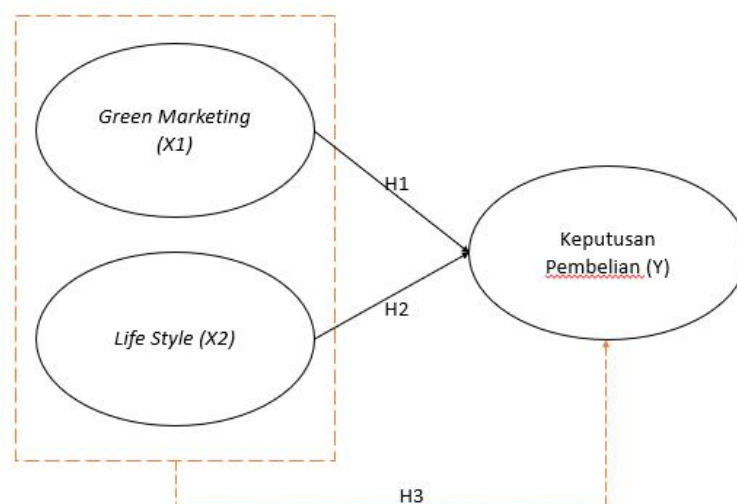 Green Marketing
(X1)
H1
Keputusan
Pembelian (Y)
Life Style (X2)
H2
H3